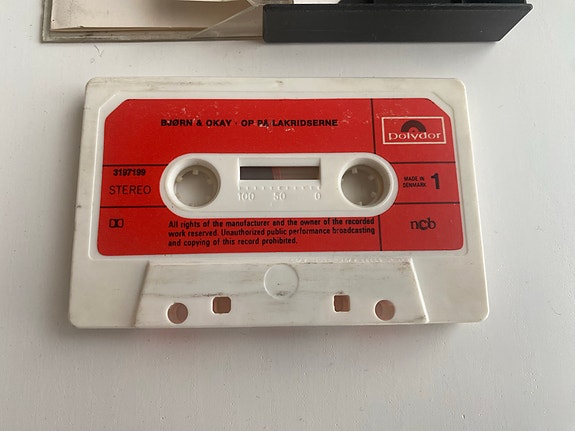 BJØRN & OKAY · OP PÅ LAKRIDSERNE
Polydor
3197199
STEREO
100 50 0
MADE IN
DENMARK
1
All rights of the manufacturer and the owner of the recorded
work reserved. Unauthorized public performance broadcasting
and copying of this record prohibited.
ncb